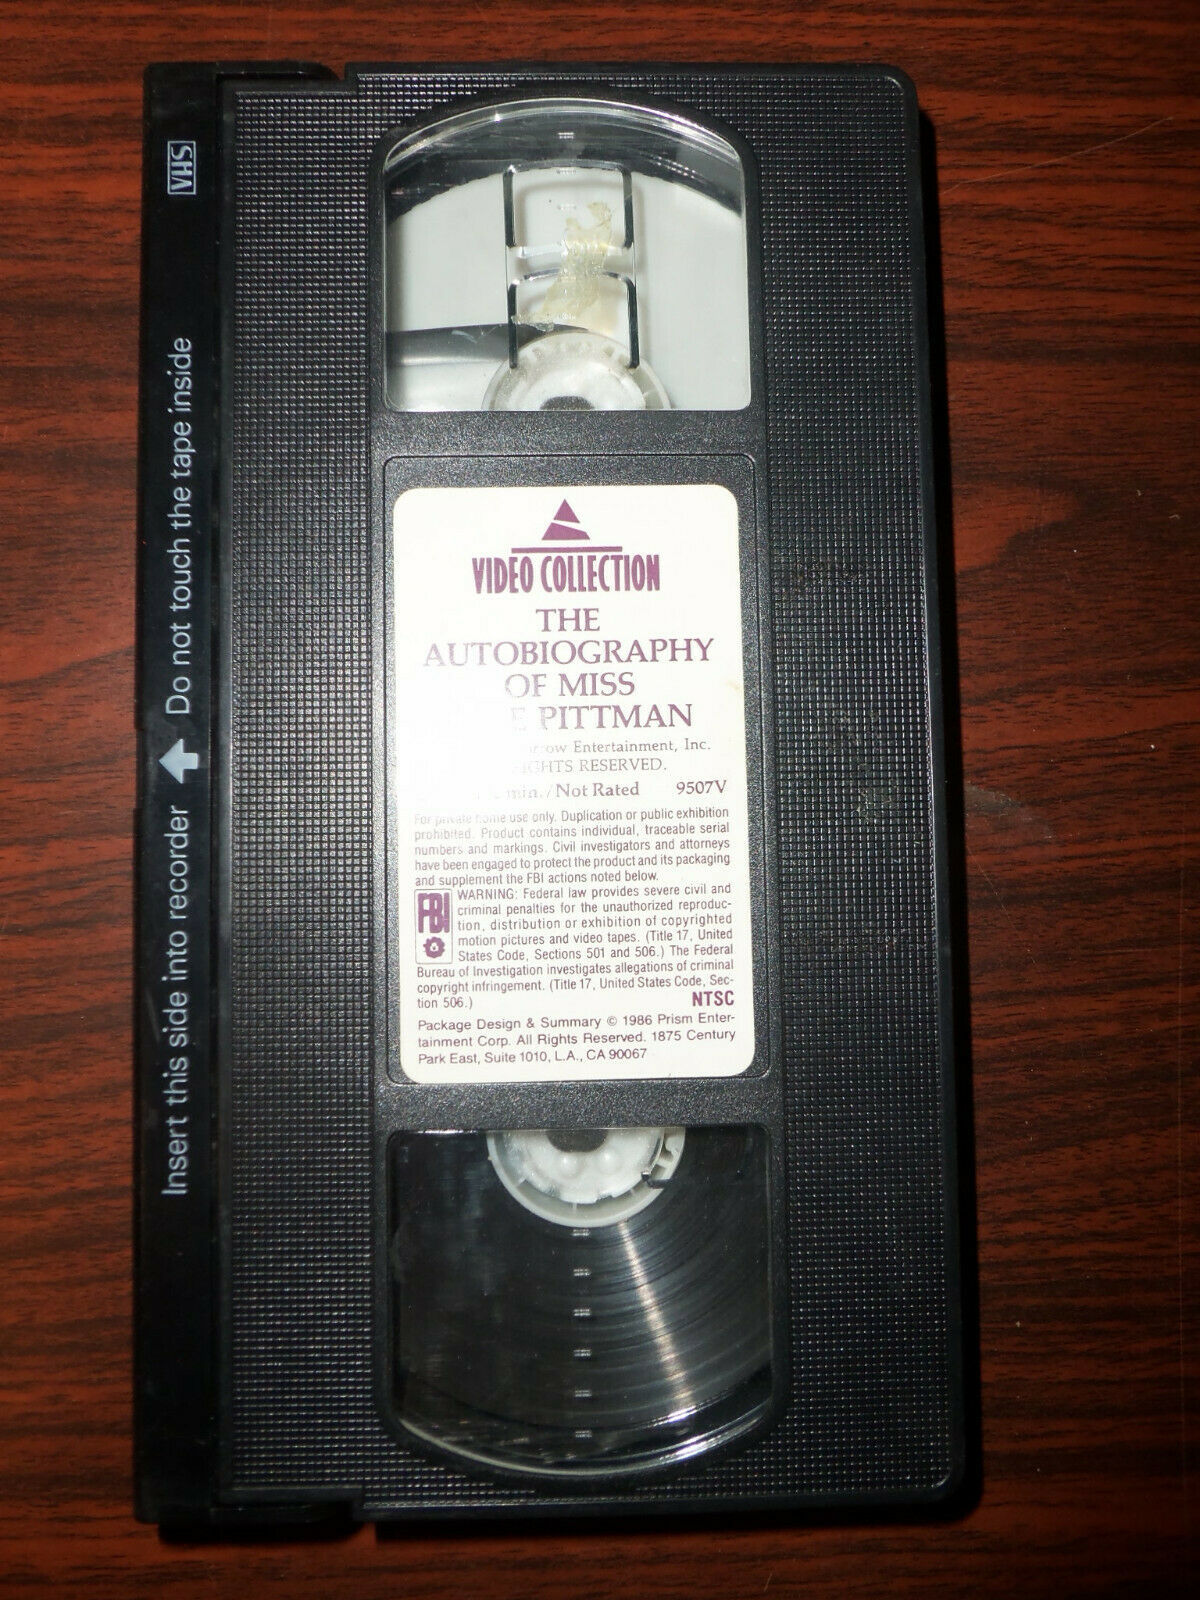 VHS
Insert this side into recorder ⬆ Do not touch the tape inside
VIDEO COLLECTION
THE
AUTOBIOGRAPHY
OF MISS
E PITTMAN
Entertainment, Inc.
RIGHTS RESERVED.
min./Not Rated 9507V
For private home use only. Duplication or public exhibition
prohibited. Product contains individual, traceable serial
numbers and markings. Civil investigators and attorneys
have been engaged to protect the product and its packaging
and supplement the FBI actions noted below.
FBI
WARNING: Federal law provides severe civil and
criminal penalties for the unauthorized reproduc-
tion, distribution or exhibition of copyrighted
motion pictures and video tapes. (Title 17, United
States Code, Sections 501 and 506.) The Federal
Bureau of Investigation investigates allegations of criminal
copyright infringement. (Title 17, United States Code, Sec-
tion 506.) NTSC
Package Design & Summary © 1986 Prism Enter-
tainment Corp. All Rights Reserved. 1875 Century
Park East, Suite 1010, L.A., CA 90067